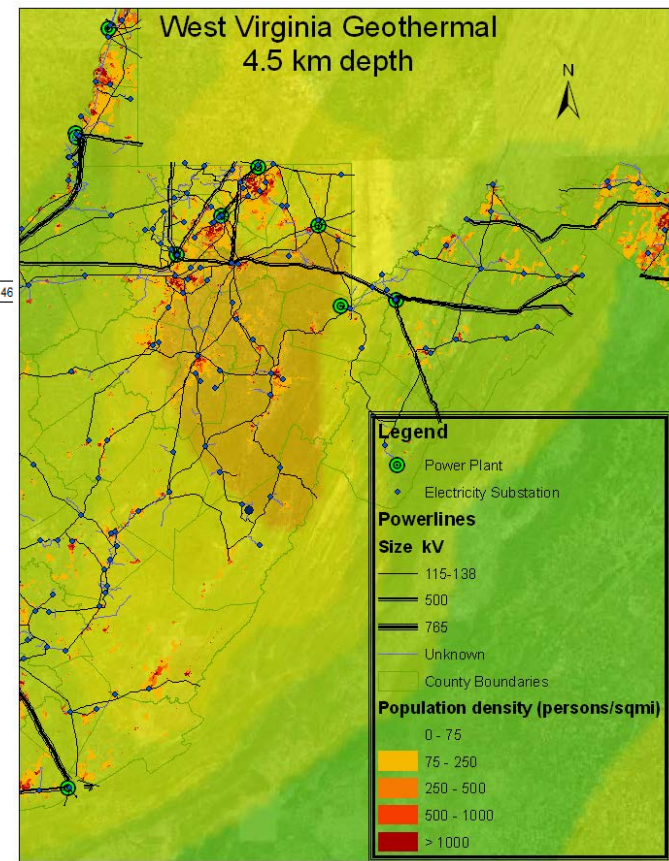 West Virginia Geothermal
4.5 km depth
N
46
Legend
Power Plant
Electricity Substation
Powerlines
Size kV
115-138
500
765
Unknown
County Boundaries
Population density (persons/sqmi)
0 - 75
75 - 250
250 - 500
500 - 1000
> 1000